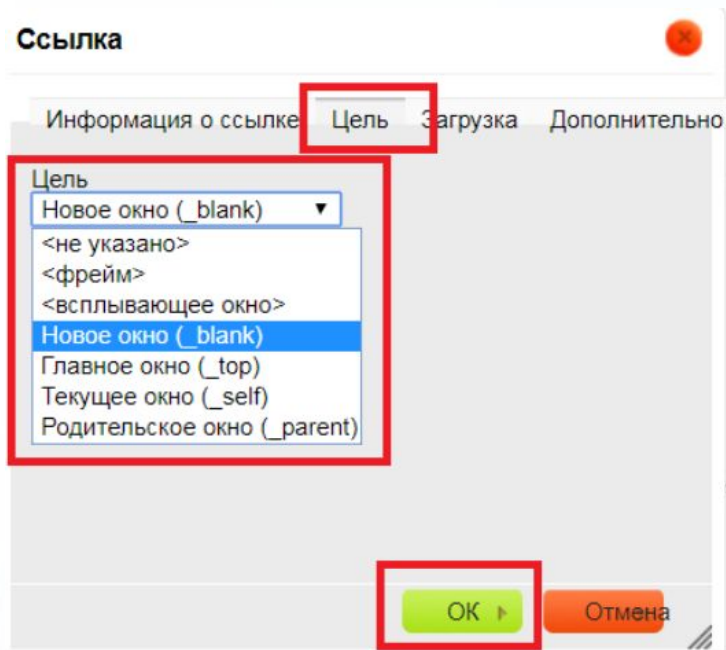 Ссылка
Информация о ссылке Цель Загрузка Дополнительно
Цель
Новое окно (_blank)
<не указано>
<фрейм>
<всплывающее окно>
Новое окно (_blank)
Главное окно (_top)
Текущее окно (_self)
Родительское окно (_parent)
ОК Отмена